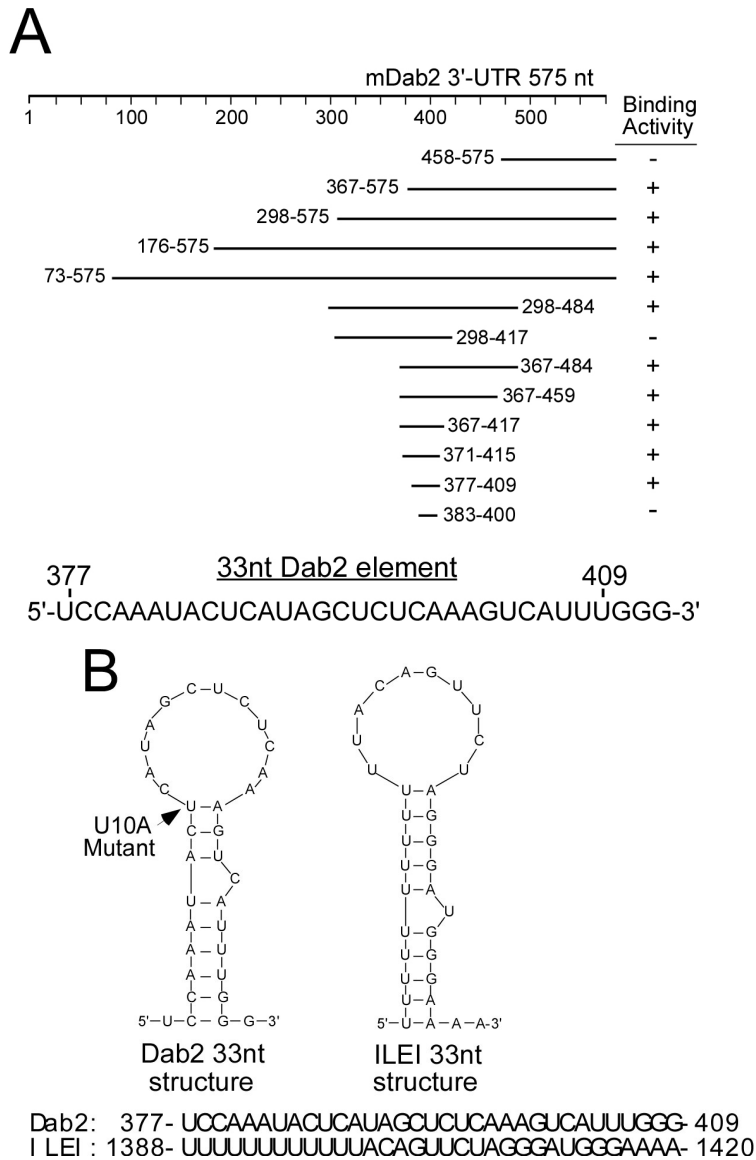 A
mDab2 3'-UTR 575 nt
1 100 200 300 400 500
Binding
Activity
458-575 -
367-575 +
298-575 +
176-575 +
73-575 +
298-484 +
298-417 -
367-484 +
367-459 +
367-417 +
371-415 +
377-409 +
383-400 -
33nt Dab2 element
377 409
5'-UCCAAAUACUCAUAGCUCUCAAAGUCAUUUGGG-3'
B
G C U C
A U
U C
A A
C A
U A
C G
A U
C
U A
A U
A U
A U
C G
5'-U-C G G-3'
U10A
Mutant
Dab2 33nt
structure
C A G U
A U
U C
U U
U A
U G
U G
U G
U A
U
U G
U G
U G
U A
5'-U A A A-3'
ILEI 33nt
structure
Dab2: 377- UCCAAAUACUCAUAGCUCUCAAAGUCAUUUGGG- 409
ILEI: 1388- UUUUUUUUUUUUACAGUUCUAGGGAUGGGAAAA- 1420